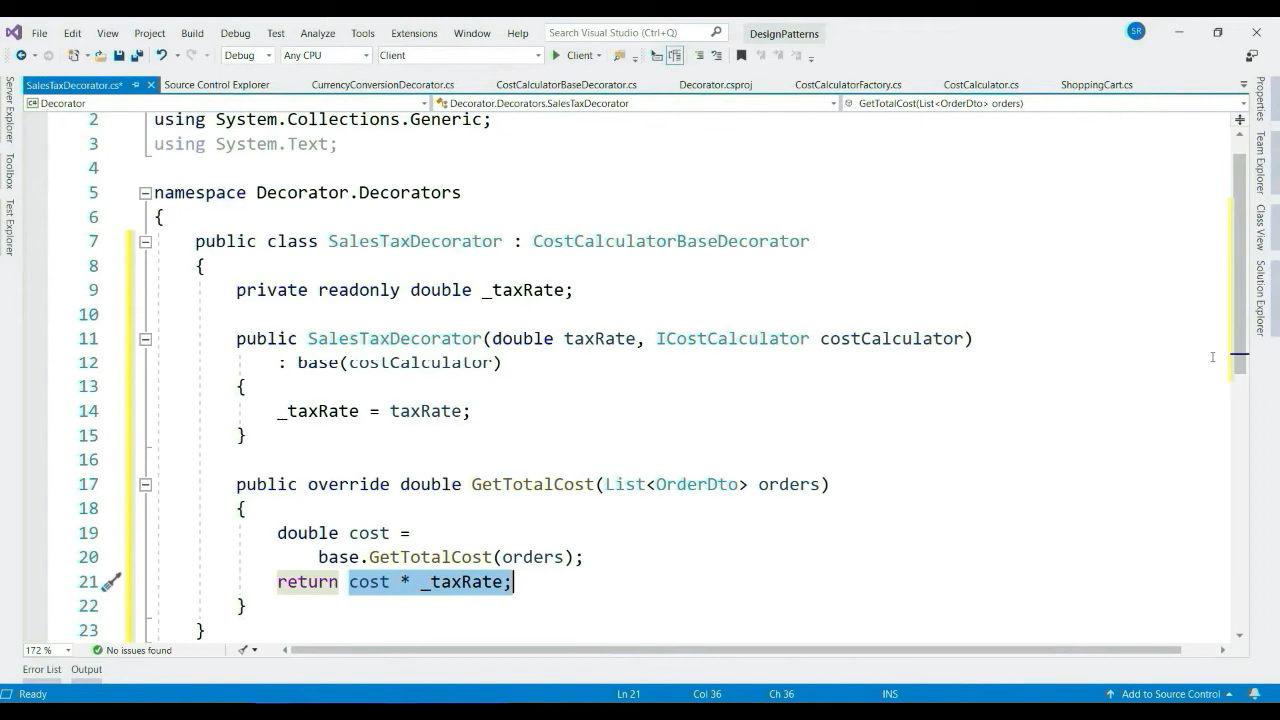 File Edit View Project Build Debug Test Analyze Tools Extensions Window Help Search Visual Studio (Ctrl+Q) DesignPatterns SR
Debug Any CPU Client Client
SalesTaxDecorator.cs* Source Control Explorer CurrencyConversionDecorator.cs CostCalculatorBaseDecorator.cs Decorator.csproj CostCalculatorFactory.cs CostCalculator.cs ShoppingCart.cs
Decorator Decorator.Decorators.SalesTaxDecorator GetTotalCost(List<OrderDto> orders)
Server Explorer
Toolbox
Test Explorer
2 using System.Collections.Generic;
3 using System.Text;
4
5 namespace Decorator.Decorators
6 {
7 public class SalesTaxDecorator : CostCalculatorBaseDecorator
8 {
9 private readonly double _taxRate;
10
11 public SalesTaxDecorator(double taxRate, ICostCalculator costCalculator)
12 : base(costCalculator)
13 {
14 _taxRate = taxRate;
15 }
16
17 public override double GetTotalCost(List<OrderDto> orders)
18 {
19 double cost =
20 base.GetTotalCost(orders);
21 return cost * _taxRate;
22 }
23 }
Properties
Team Explorer
Class View
Solution Explorer
172 % No issues found
Error List Output
Ready Ln 21 Col 36 Ch 36 INS Add to Source Control